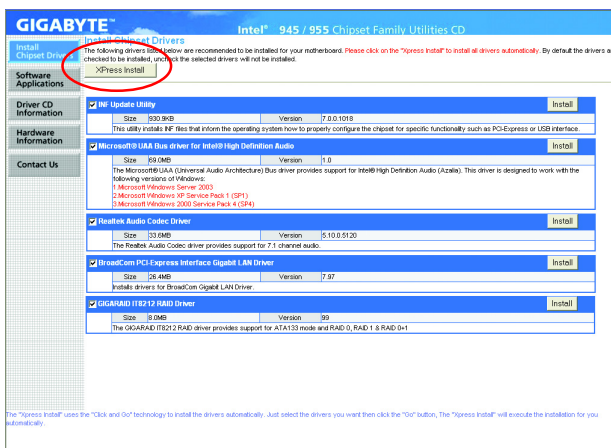 GIGABYTE™
Intel® 945 / 955 Chipset Family Utilities CD
Install
Chipset Drivers
Software
Applications
Driver CD
Information
Hardware
Information
Contact Us
Install Chipset Drivers
The following drivers listed below are recommended to be installed for your motherboard. Please click on the "Xpress Install" to install all drivers automatically. By default the drivers a
checked to be installed, uncheck the selected drivers will not be installed.
XPress Install
INF Update Utility
Install
Size 930.9KB Version 7.0.0.1018
This utility installs INF files that inform the operating system how to properly configure the chipset for specific functionality such as PCI-Express or USB interface.
Microsoft® UAA Bus driver for Intel® High Definition Audio
Install
Size 69.0MB Version 1.0
The Microsoft® UAA (Universal Audio Architecture) Bus driver provides support for Intel® High Definition Audio (Azalia). This driver is designed to work with the
following versions of Windows:
1.Microsoft Windows Server 2003
2.Microsoft Windows XP Service Pack 1 (SP1)
3.Microsoft Windows 2000 Service Pack 4 (SP4)
Realtek Audio Codec Driver
Install
Size 33.6MB Version 5.10.0.5120
The Realtek Audio Codec driver provides support for 7.1 channel audio.
BroadCom PCI-Express Interface Gigabit LAN Driver
Install
Size 26.4MB Version 7.97
Installs drivers for BroadCom Gigabit LAN Driver.
GIGARAID IT8212 RAID Driver
Install
Size 8.0MB Version 99
The GIGARAID IT8212 RAID driver provides support for ATA133 mode and RAID 0, RAID 1 & RAID 0+1
The "Xpress Install" uses the "Click and Go" technology to install the drivers automatically. Just select the drivers you want then click the "Go" button, The "Xpress Install" will execute the installation for you
automatically.